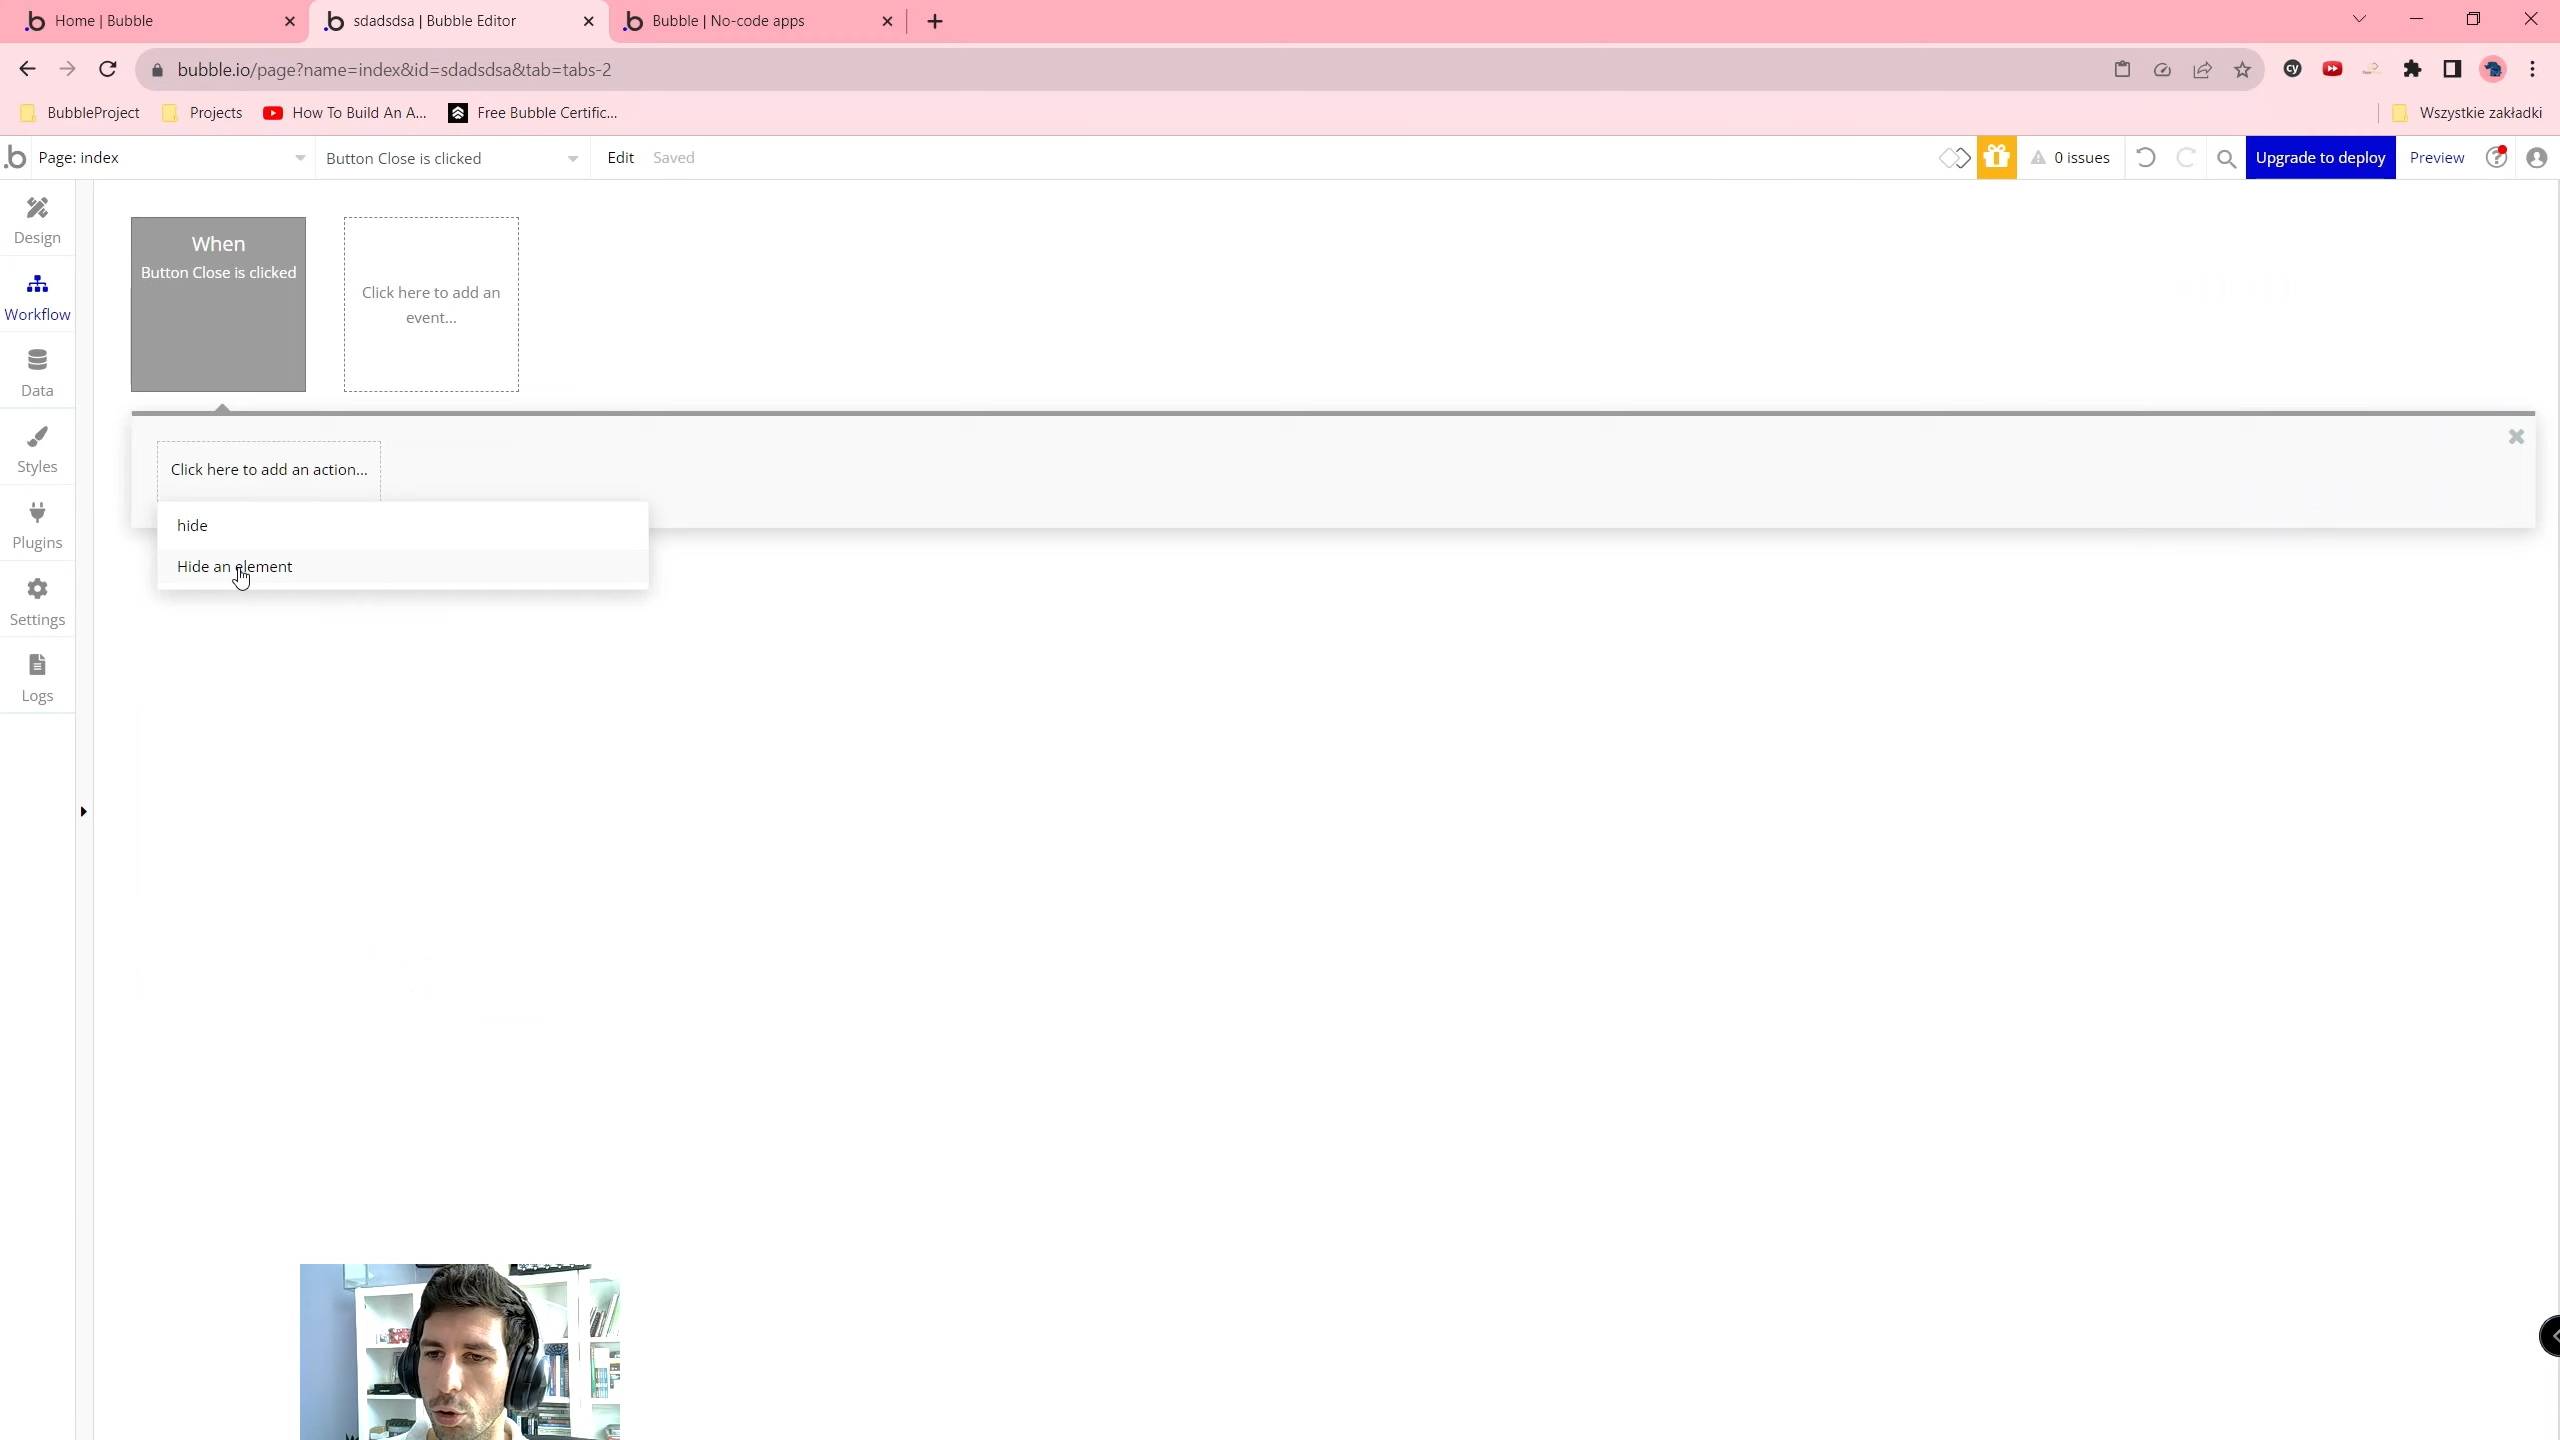 Home | Bubble
sdadsdsa | Bubble Editor
Bubble | No-code apps
bubble.io/page?name=index&id=sdadsdsa&tab=tabs-2
BubbleProject
Projects
How To Build An A...
Free Bubble Certific...
Wszystkie zakładki
Page: index
Button Close is clicked
Edit
Saved
0 issues
Upgrade to deploy
Preview
Design
Workflow
Data
Styles
Plugins
Settings
Logs
When
Button Close is clicked
Click here to add an
event...
Click here to add an action...
hide
Hide an element